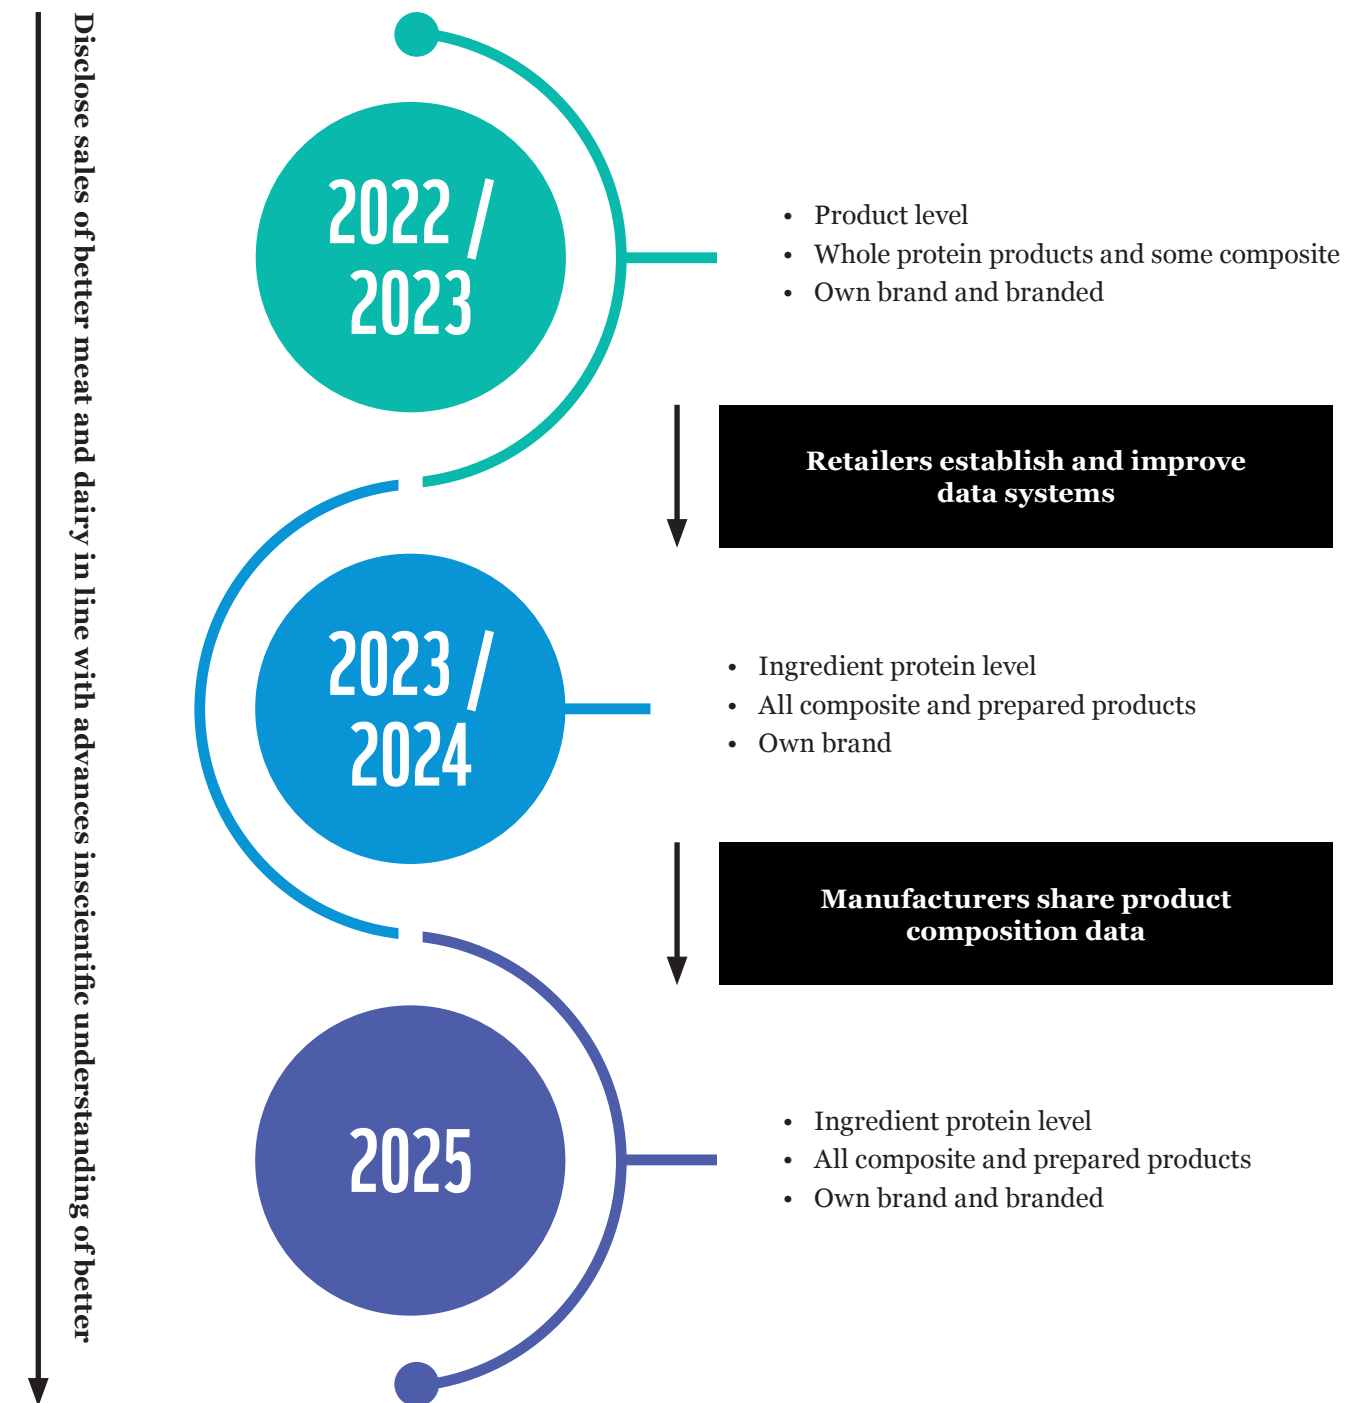 Disclose sales of better meat and dairy in line with advances inscientific understanding of better
2022 /
2023
• Product level
• Whole protein products and some composite
• Own brand and branded
Retailers establish and improve
data systems
2023 /
2024
• Ingredient protein level
• All composite and prepared products
• Own brand
Manufacturers share product
composition data
2025
• Ingredient protein level
• All composite and prepared products
• Own brand and branded